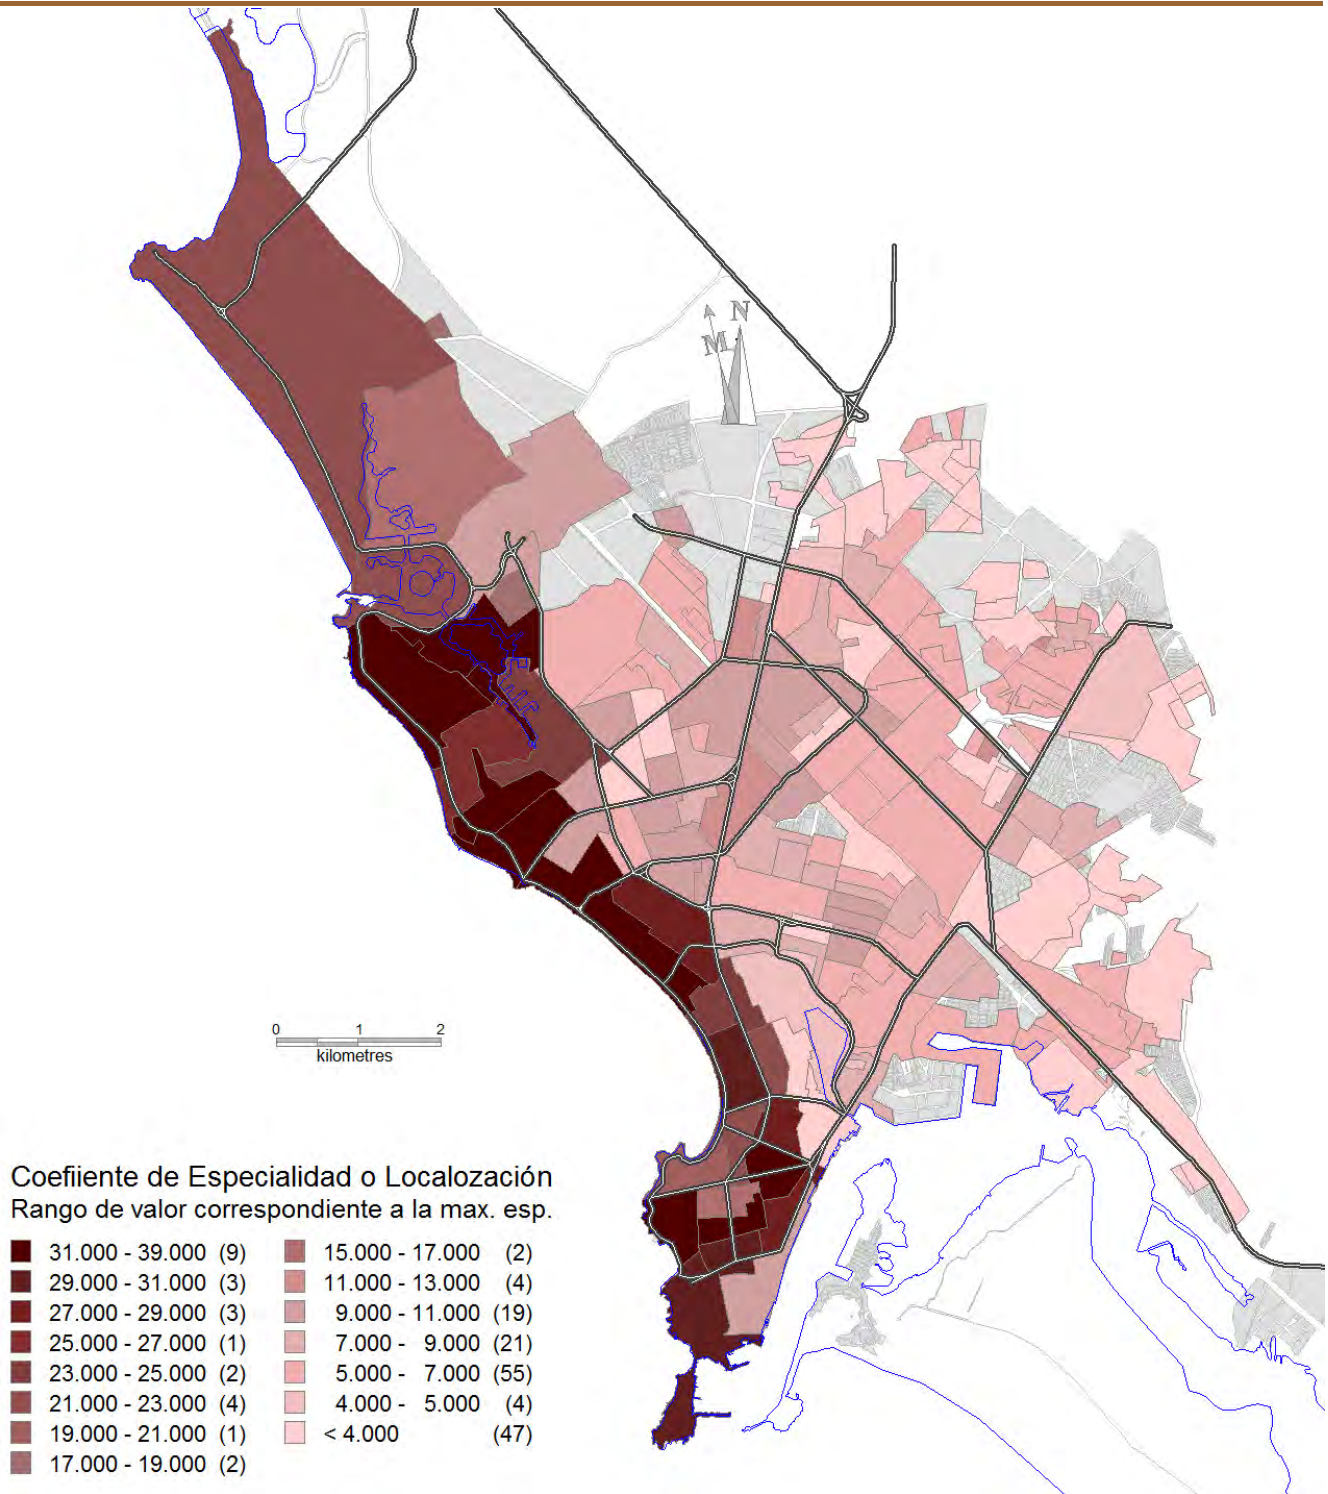 N
M
0 1 2
kilometres
Coefiiente de Especialidad o Localozación
Rango de valor correspondiente a la max. esp.
31.000 - 39.000 (9)
29.000 - 31.000 (3)
27.000 - 29.000 (3)
25.000 - 27.000 (1)
23.000 - 25.000 (2)
21.000 - 23.000 (4)
19.000 - 21.000 (1)
17.000 - 19.000 (2)
15.000 - 17.000 (2)
11.000 - 13.000 (4)
9.000 - 11.000 (19)
7.000 - 9.000 (21)
5.000 - 7.000 (55)
4.000 - 5.000 (4)
< 4.000 (47)